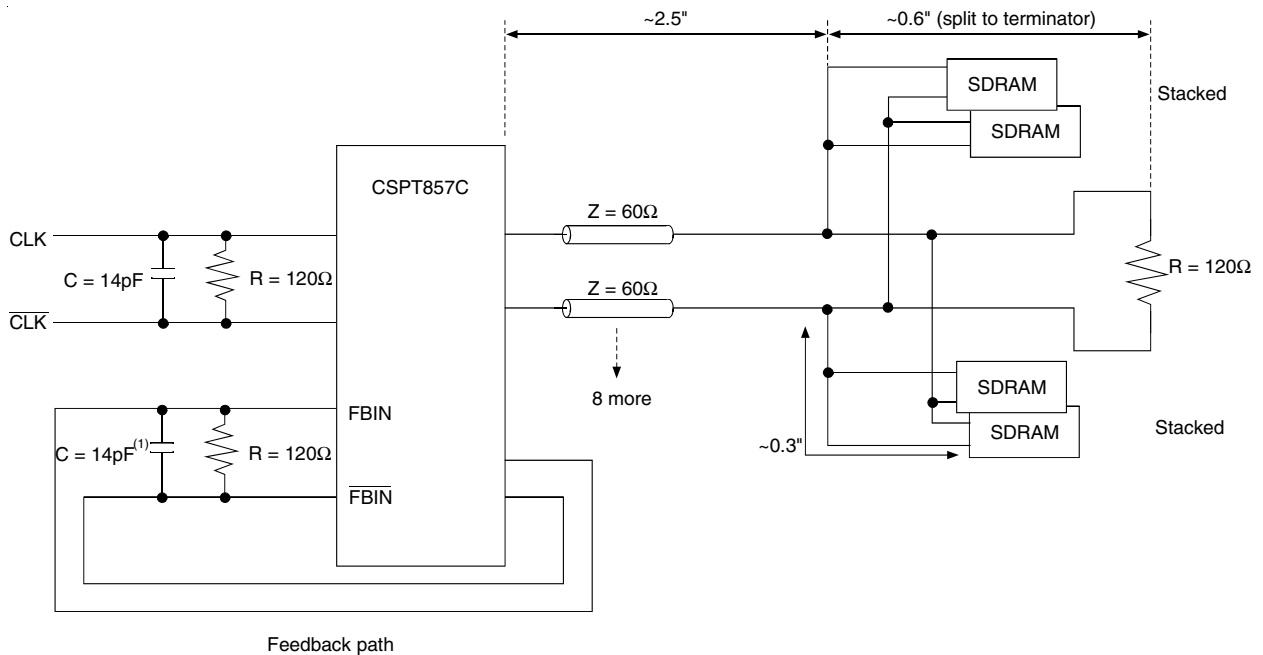 ~2.5"
~0.6" (split to terminator)
SDRAM
Stacked
SDRAM
CSPT857C
Z = 60Ω
CLK
C = 14pF
R = 120Ω
R = 120Ω
CLK
Z = 60Ω
8 more
SDRAM
FBIN
SDRAM
Stacked
C = 14pF(1)
R = 120Ω
~0.3"
FBIN
Feedback path